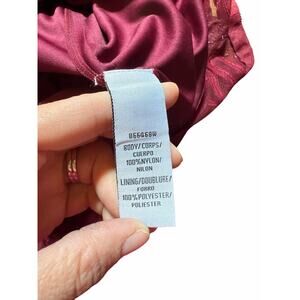 BODY/CORPS/
CUERPO
100%NYLON/
NILON
LINING/DOUBLURE/
FORRO
100%POLYESTER/
POLIESTER